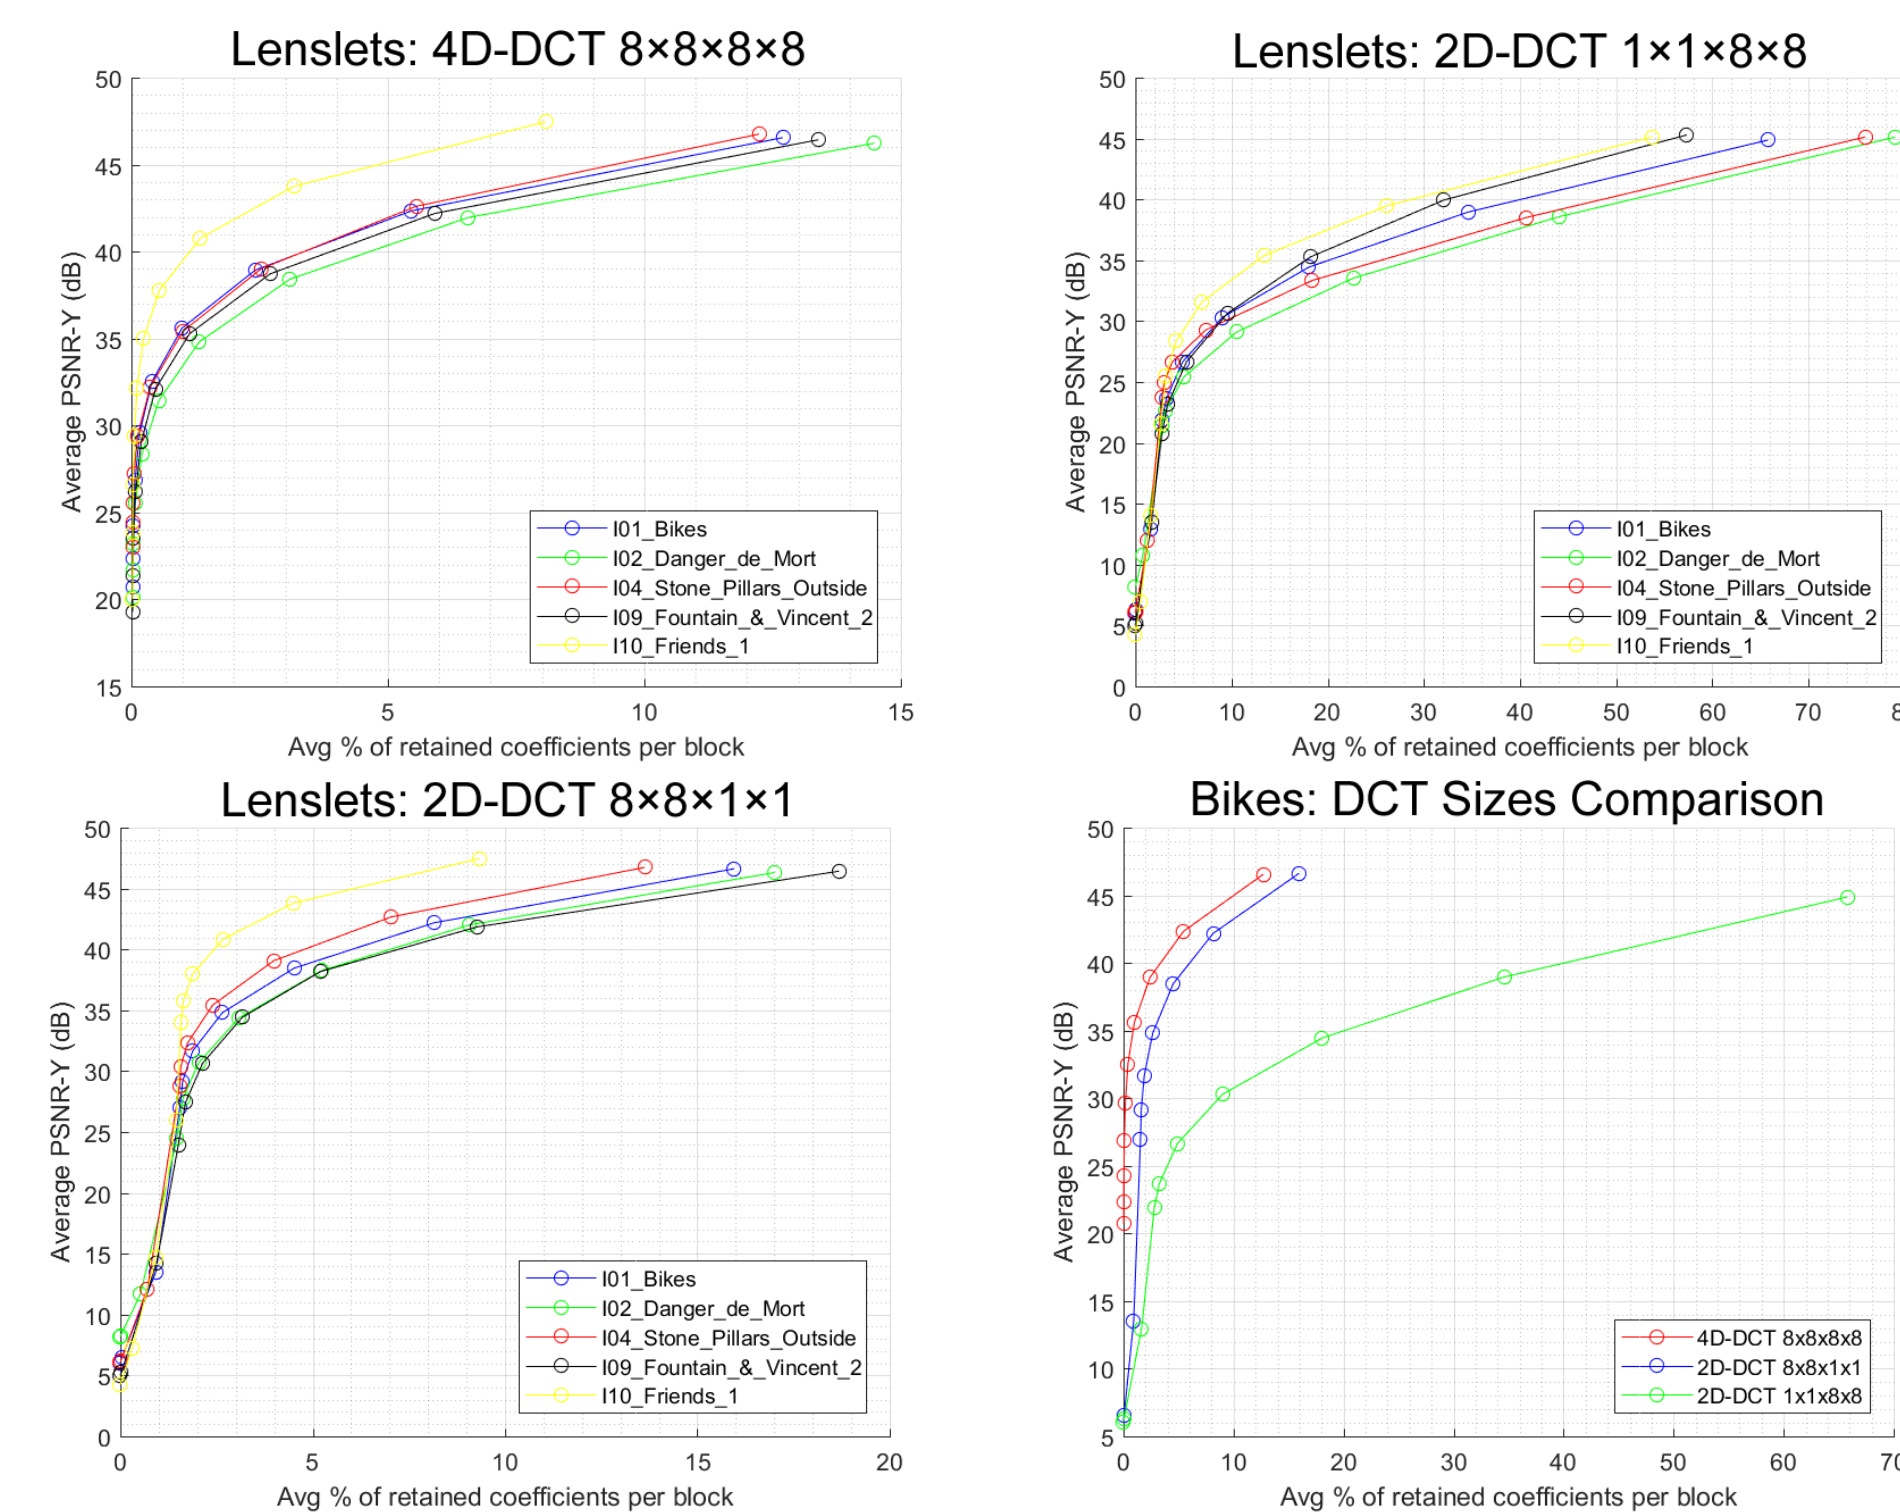 Lenslets: 4D-DCT 8×8×8×8
50
45
40
35
30
25
20
15
0
5
10
15
Average PSNR-Y (dB)
Avg % of retained coefficients per block
I01_Bikes
I02_Danger_de_Mort
I04_Stone_Pillars_Outside
I09_Fountain_&_Vincent_2
I10_Friends_1
Lenslets: 2D-DCT 1×1×8×8
50
45
40
35
30
25
20
15
10
5
0
0
10
20
30
40
50
60
70
Average PSNR-Y (dB)
Avg % of retained coefficients per block
I01_Bikes
I02_Danger_de_Mort
I04_Stone_Pillars_Outside
I09_Fountain_&_Vincent_2
I10_Friends_1
Lenslets: 2D-DCT 8×8×1×1
50
45
40
35
30
25
20
15
10
5
0
0
5
10
15
20
Average PSNR-Y (dB)
Avg % of retained coefficients per block
I01_Bikes
I02_Danger_de_Mort
I04_Stone_Pillars_Outside
I09_Fountain_&_Vincent_2
I10_Friends_1
Bikes: DCT Sizes Comparison
50
45
40
35
30
25
20
15
10
5
0
10
20
30
40
50
60
70
Average PSNR-Y (dB)
Avg % of retained coefficients per block
4D-DCT 8x8x8x8
2D-DCT 8x8x1x1
2D-DCT 1x1x8x8